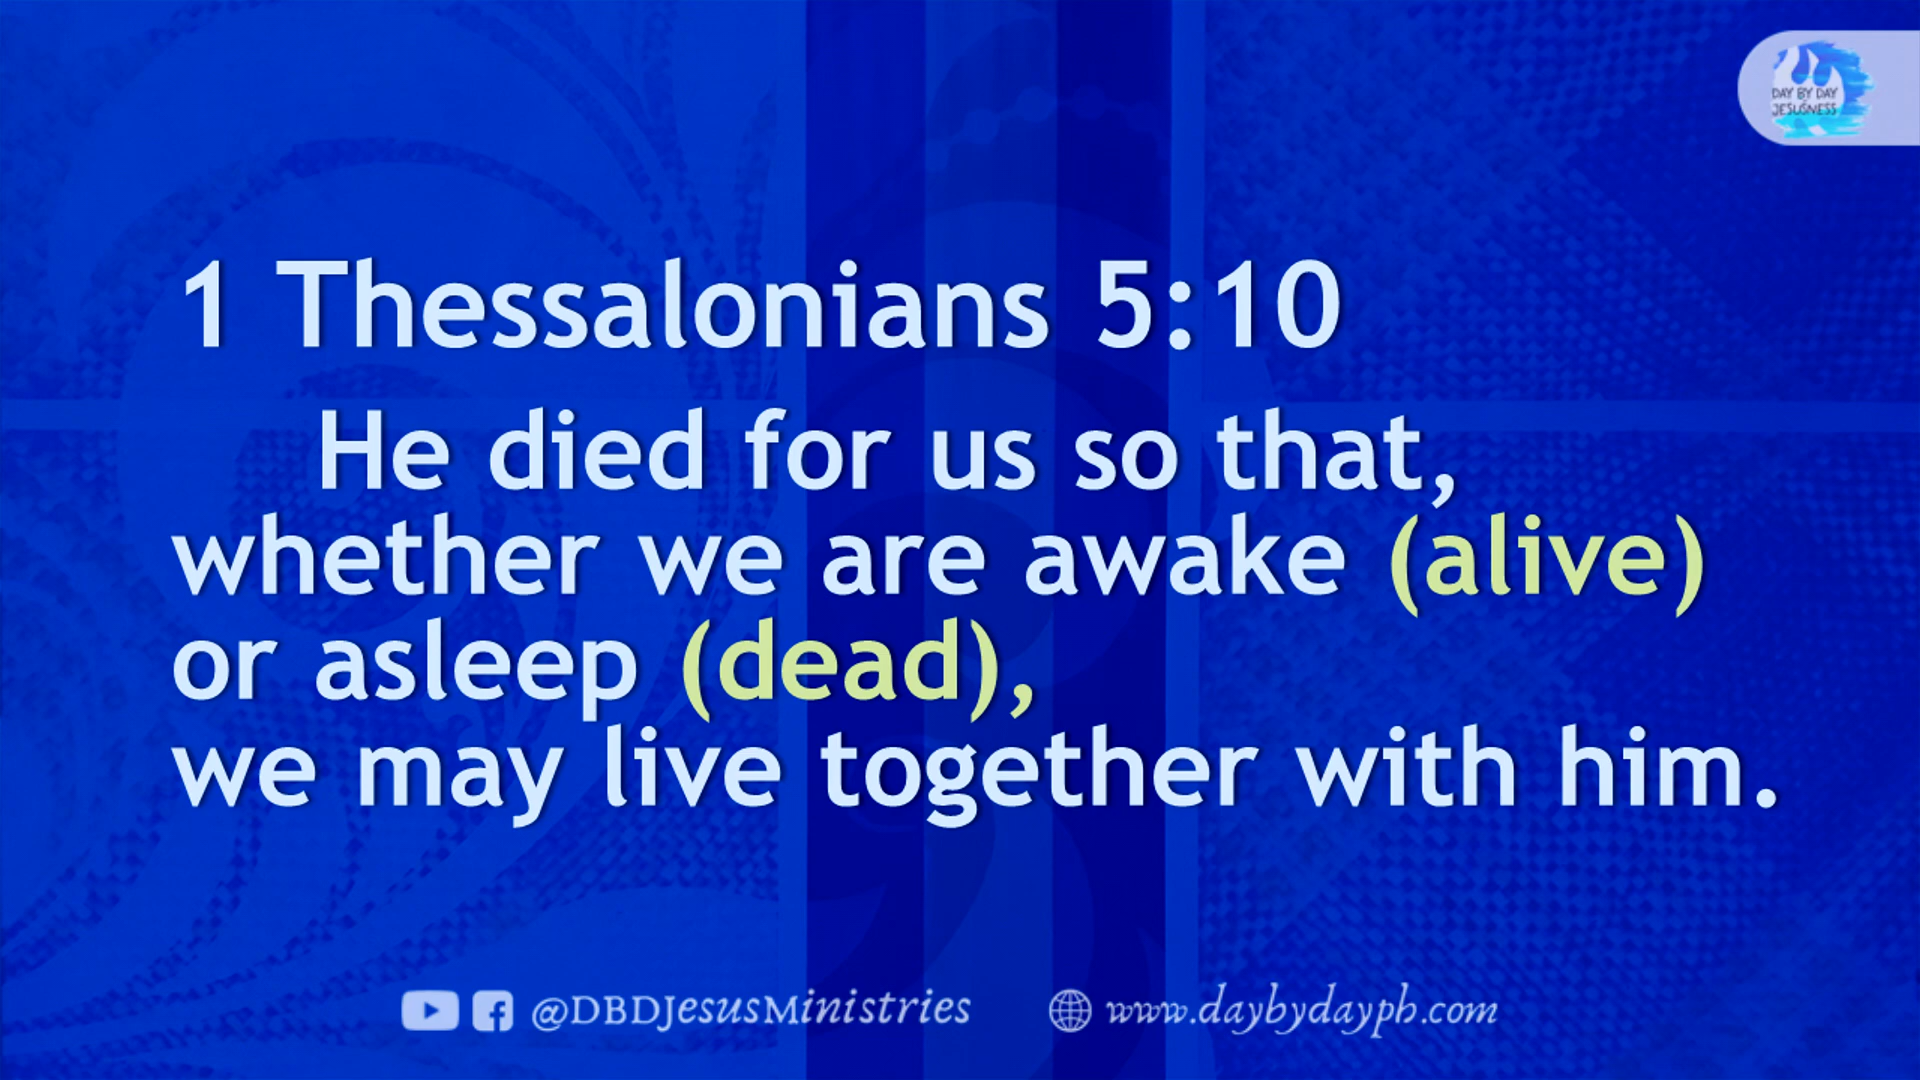 DAY BY DAY
JESUSNESS
1 Thessalonians 5:10
He died for us so that,
whether we are awake (alive)
or asleep (dead),
we may live together with him.
@DBDJesusMinistries
www.daybydayph.com